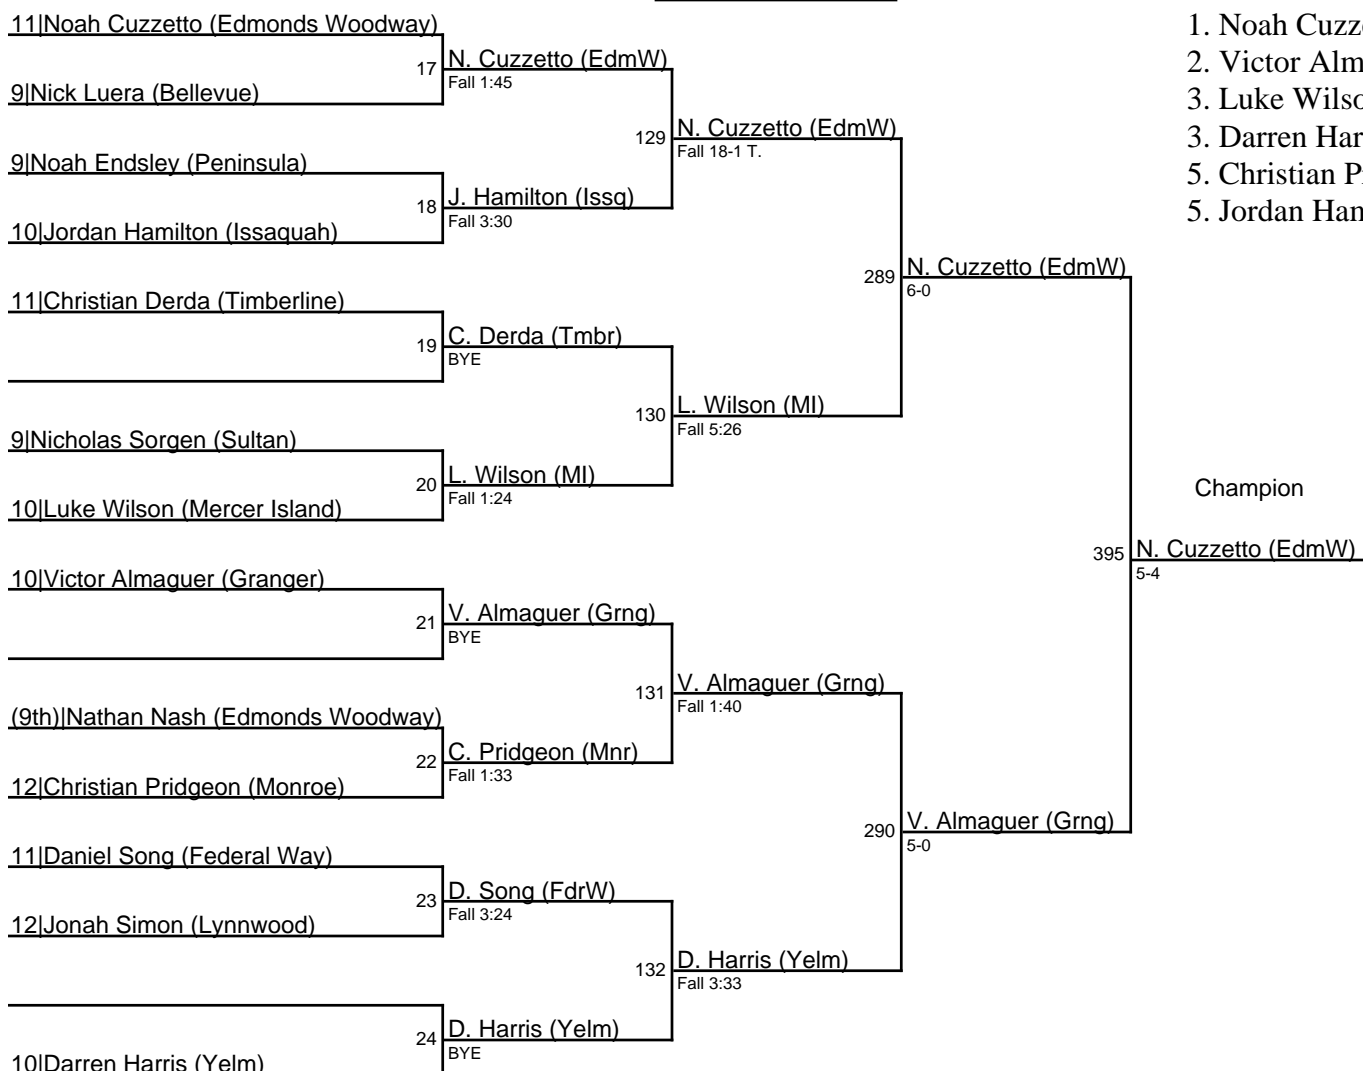 11|Noah Cuzzetto (Edmonds Woodway)
17
N. Cuzzetto (EdmW)
Fall 1:45
9|Nick Luera (Bellevue)
129
N. Cuzzetto (EdmW)
Fall 18-1 T.
9|Noah Endsley (Peninsula)
18
J. Hamilton (Issq)
Fall 3:30
10|Jordan Hamilton (Issaquah)
289
N. Cuzzetto (EdmW)
6-0
11|Christian Derda (Timberline)
19
C. Derda (Tmbr)
BYE
130
L. Wilson (MI)
Fall 5:26
9|Nicholas Sorgen (Sultan)
20
L. Wilson (MI)
Fall 1:24
10|Luke Wilson (Mercer Island)
Champion
395
N. Cuzzetto (EdmW)
5-4
10|Victor Almaguer (Granger)
21
V. Almaguer (Grng)
BYE
131
V. Almaguer (Grng)
Fall 1:40
(9th)|Nathan Nash (Edmonds Woodway)
22
C. Pridgeon (Mnr)
Fall 1:33
12|Christian Pridgeon (Monroe)
290
V. Almaguer (Grng)
5-0
11|Daniel Song (Federal Way)
23
D. Song (FdrW)
Fall 3:24
12|Jonah Simon (Lynnwood)
132
D. Harris (Yelm)
Fall 3:33
24
D. Harris (Yelm)
BYE
10|Darren Harris (Yelm)
1. Noah
2. Victor
3. Luke
3. Darren
5. Christian
5. Jordan